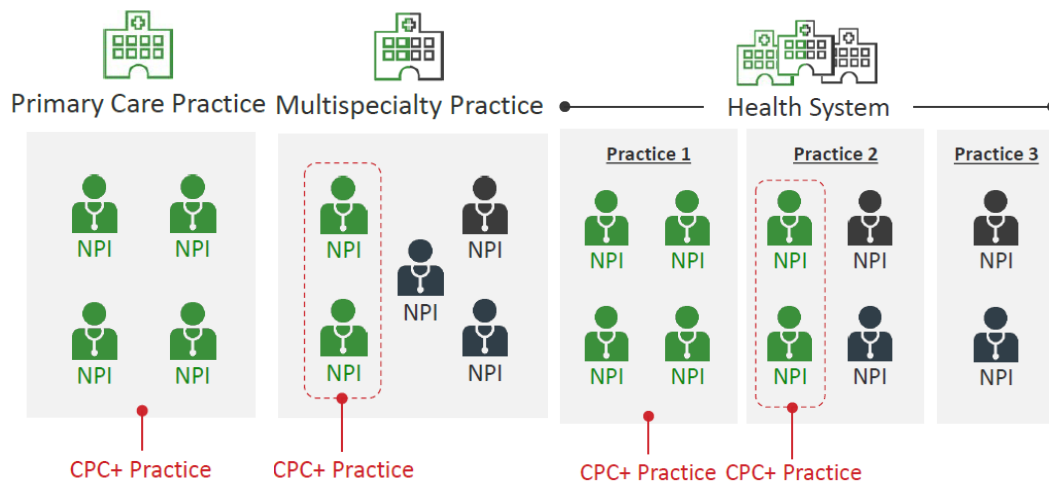 Primary Care Practice
Multispecialty Practice
Health System
NPI
NPI
NPI
NPI
CPC+ Practice
NPI
NPI
NPI
NPI
NPI
CPC+ Practice
Practice 1
NPI
NPI
NPI
NPI
CPC+ Practice
Practice 2
NPI
NPI
NPI
NPI
CPC+ Practice
Practice 3
NPI
NPI